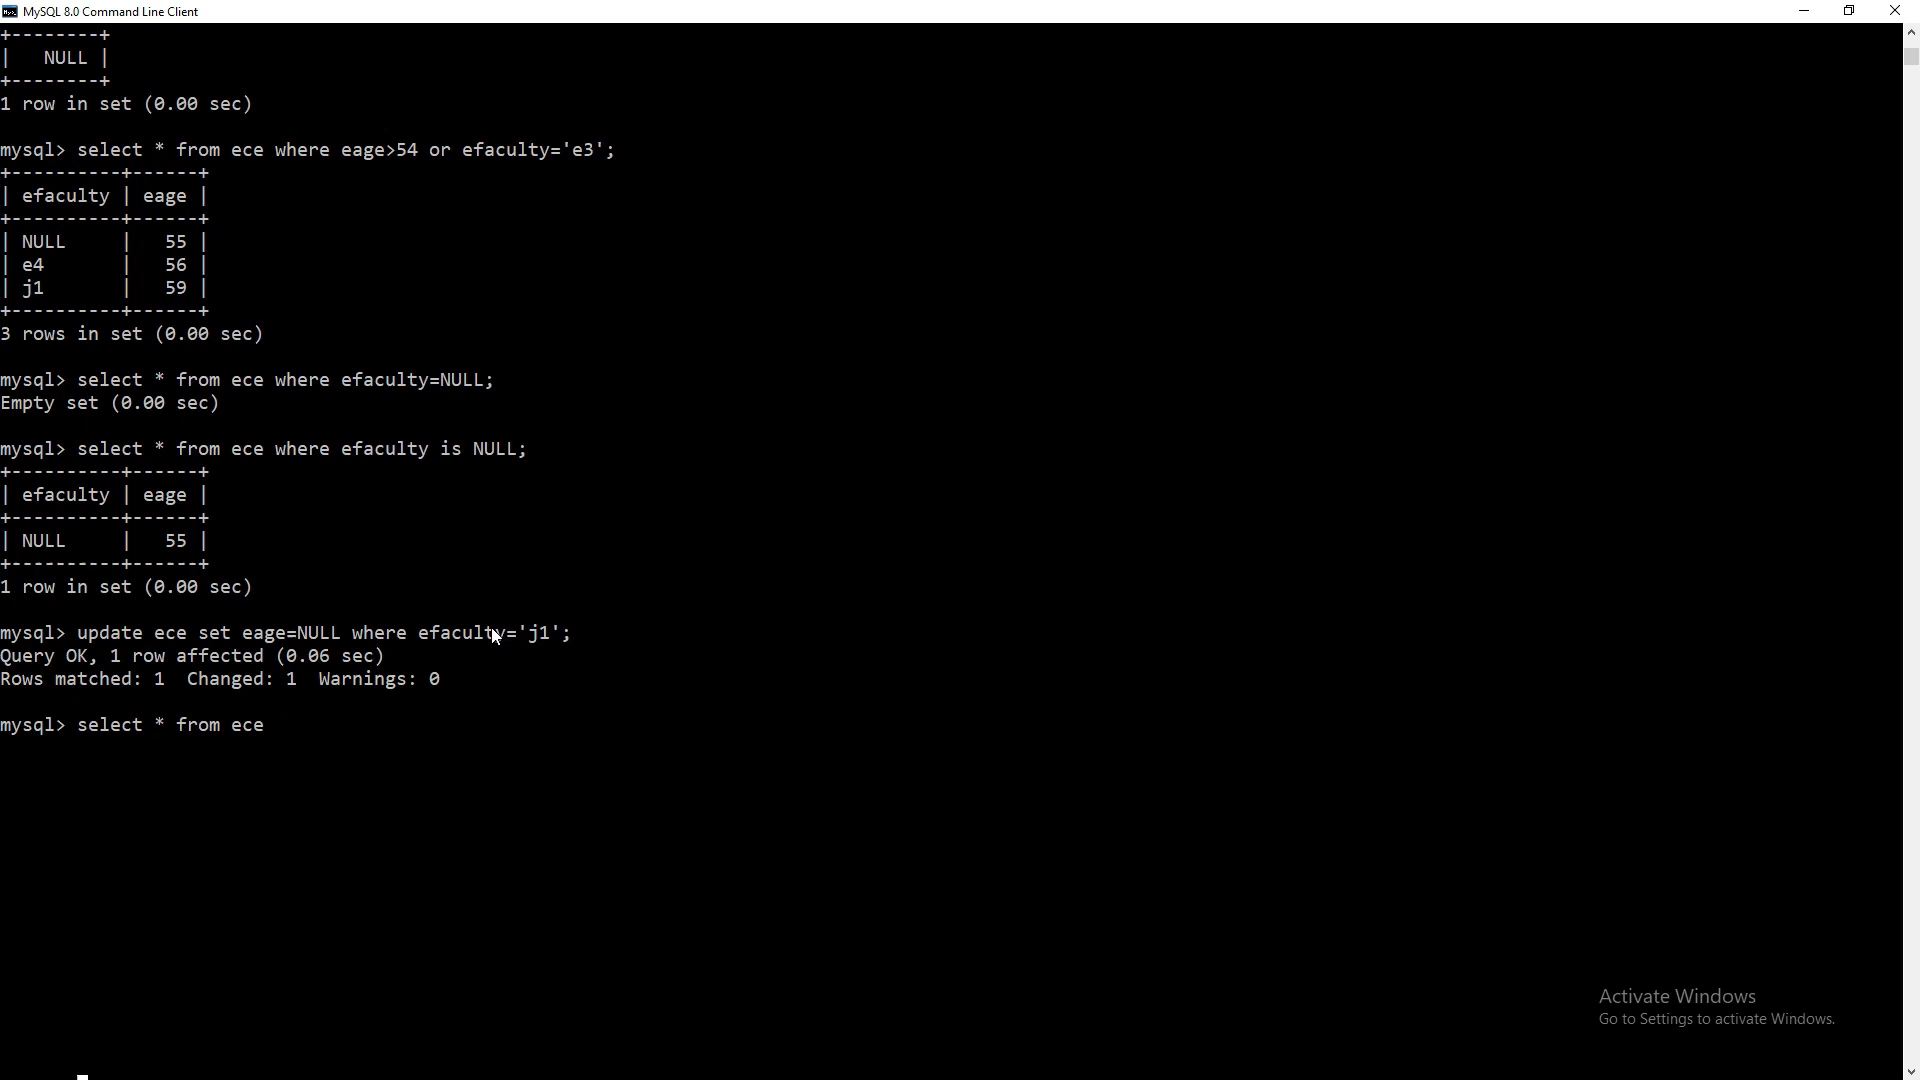 MySQL 8.0 Command Line Client
+--------+
|   NULL |
+--------+
1 row in set (0.00 sec)
mysql> select * from ece where eage>54 or efaculty='e3';
+----------+------+
| efaculty | eage |
+----------+------+
| NULL     |   55 |
| e4       |   56 |
| j1       |   59 |
+----------+------+
3 rows in set (0.00 sec)
mysql> select * from ece where efaculty=NULL;
Empty set (0.00 sec)
mysql> select * from ece where efaculty is NULL;
+----------+------+
| efaculty | eage |
+----------+------+
| NULL     |   55 |
+----------+------+
1 row in set (0.00 sec)
mysql> update ece set eage=NULL where efaculty='j1';
Query OK, 1 row affected (0.06 sec)
Rows matched: 1  Changed: 1  Warnings: 0
mysql> select * from ece
Activate Windows
Go to Settings to activate Windows.